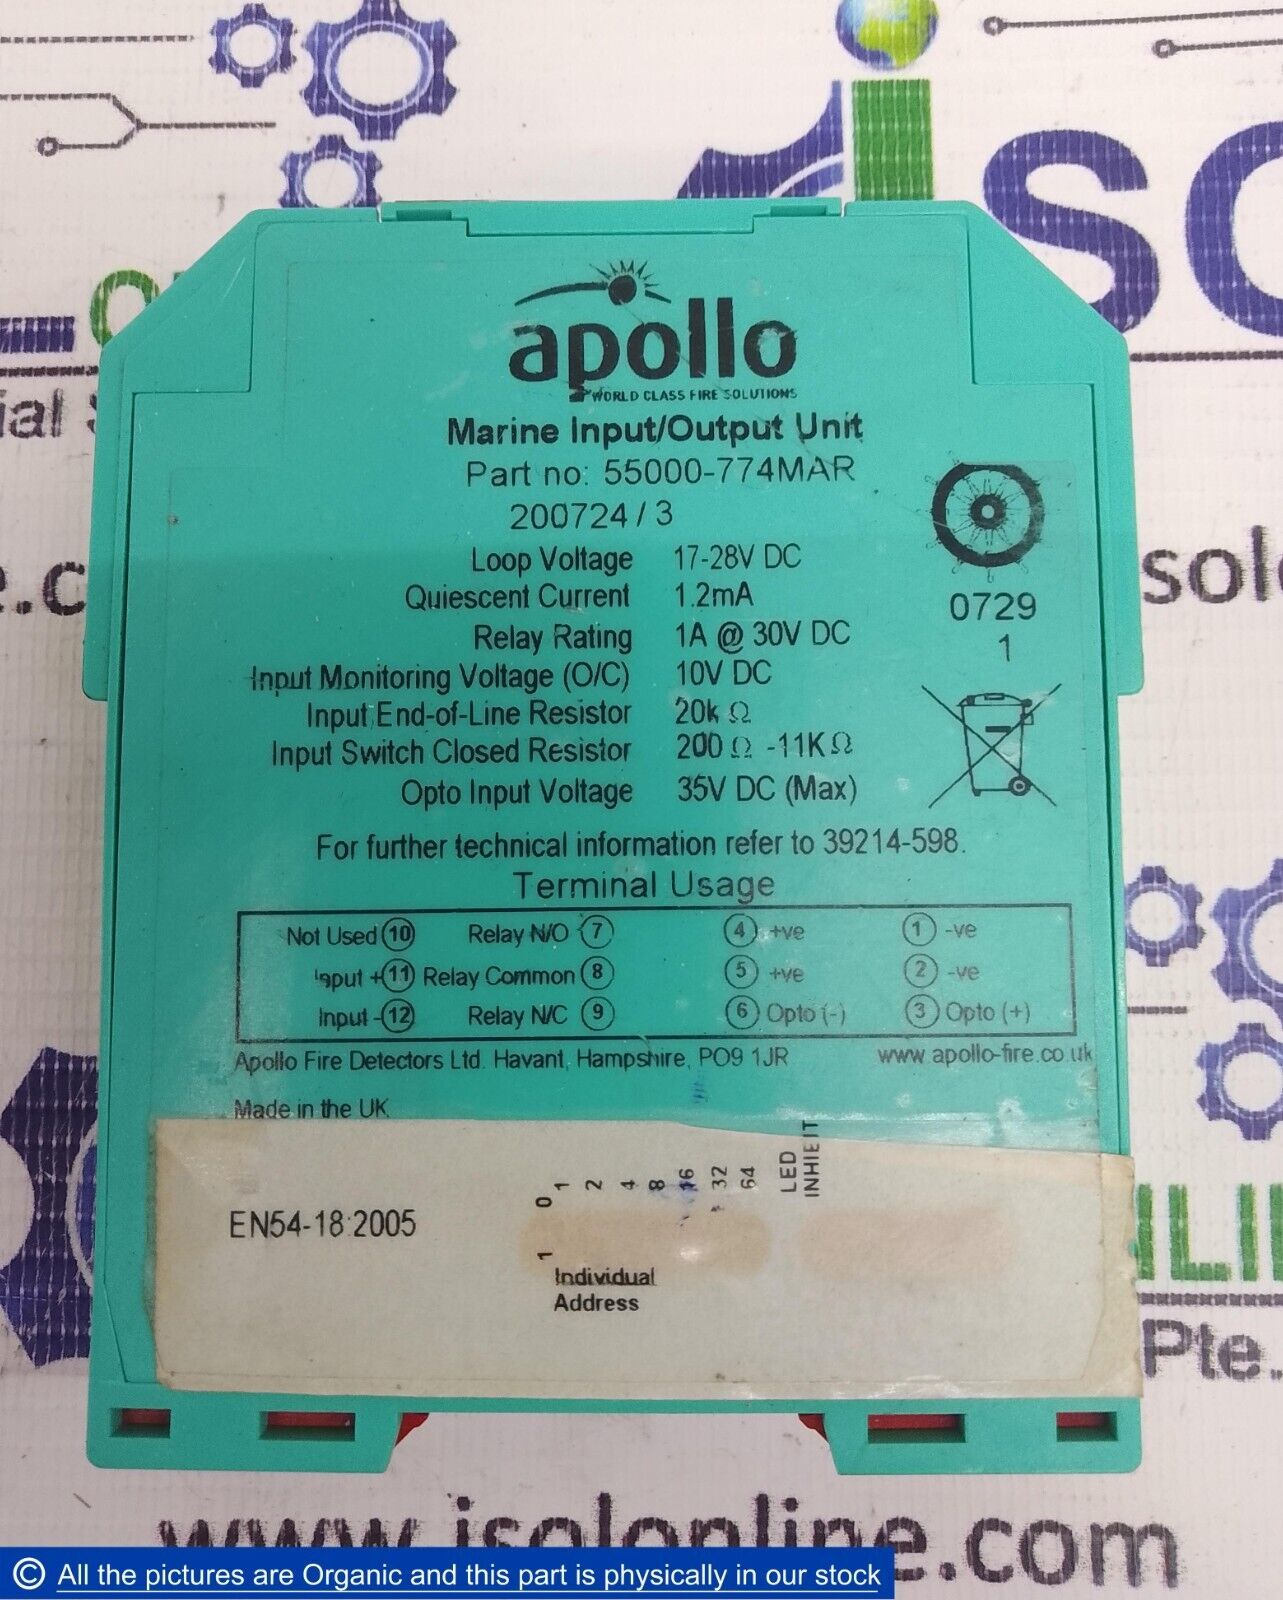 apollo
WORLD CLASS FIRE SOLUTIONS
Marine Input/Output Unit
Part no: 55000-774MAR
200724 / 3
Loop Voltage 17-28V DC
Quiescent Current 1.2mA
Relay Rating 1A @ 30V DC
Input Monitoring Voltage (O/C) 10V DC
Input End-of-Line Resistor 20k Ω
Input Switch Closed Resistor 200 Ω -11K Ω
Opto Input Voltage 35V DC (Max)
0729
1
For further technical information refer to 39214-598.
Terminal Usage
Not Used 10 Relay N/O 7 4 +ve 1 -ve
Input + 11 Relay Common 8 5 +ve 2 -ve
Input - 12 Relay N/C 9 6 Opto (-) 3 Opto (+)
Apollo Fire Detectors Ltd. Havant, Hampshire, PO9 1JR www.apollo-fire.co.uk
Made in the UK
EN54-18:2005
0 1
1 2 4 8 16 32 64
LED
Individual
Address
Pte.
www.isolonline.com
© All the pictures are Organic and this part is physically in our stock